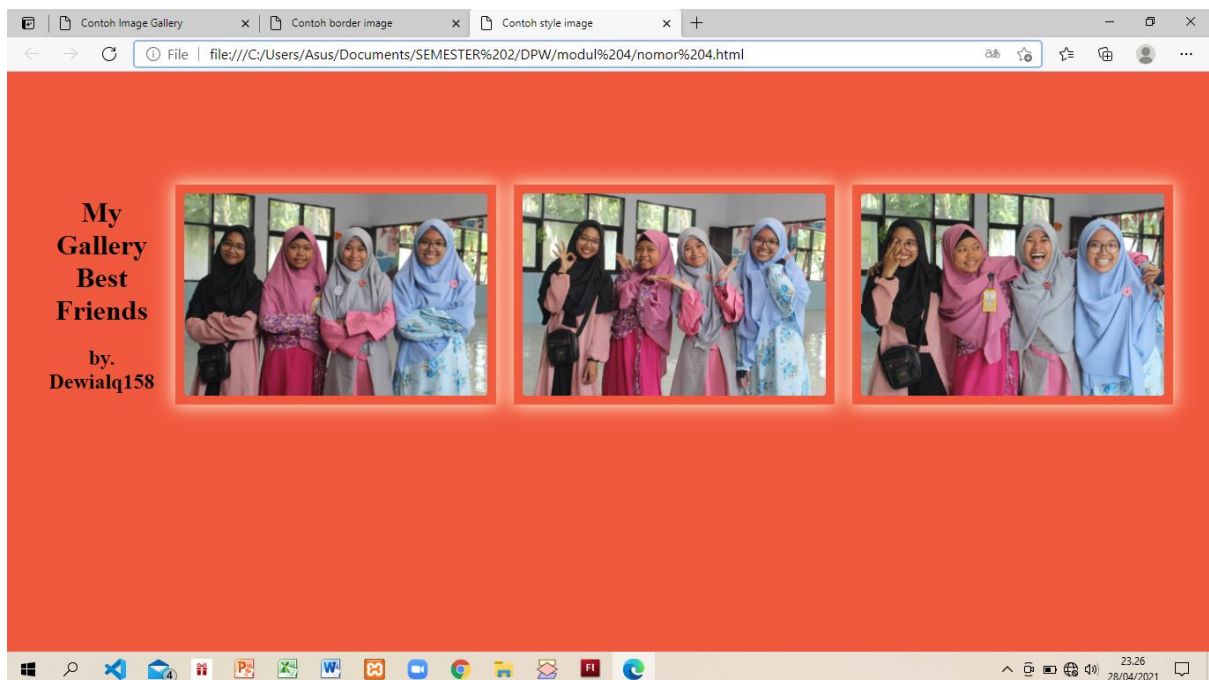 Contoh Image Gallery
Contoh border image
Contoh style image
File
file:///C:/Users/Asus/Documents/SEMESTER%202/DPW/modul%204/nomor%204.html
My
Gallery
Best
Friends
by.
Dewialq158
4
23.26
28/04/2021